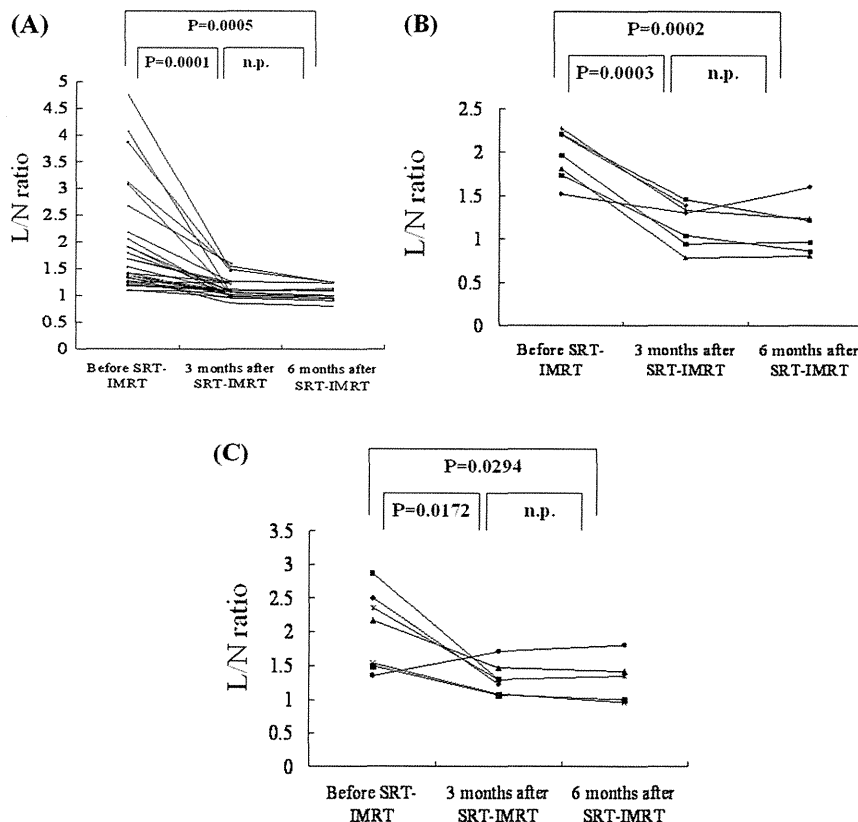 (A)
P=0.0005
P=0.0001
n.p.
5
4.5
4
3.5
3
2.5
2
1.5
1
0.5
0
L/N ratio
Before SRT-
IMRT
3 months after
SRT-IMRT
6 months after
SRT-IMRT
(B)
P=0.0002
P=0.0003
n.p.
2.5
2
1.5
1
0.5
0
L/N ratio
Before SRT-
IMRT
3 months after
SRT-IMRT
6 months after
SRT-IMRT
(C)
P=0.0294
P=0.0172
n.p.
3.5
3
2.5
2
1.5
1
0.5
0
L/N ratio
Before SRT-
IMRT
3 months after
SRT-IMRT
6 months after
SRT-IMRT